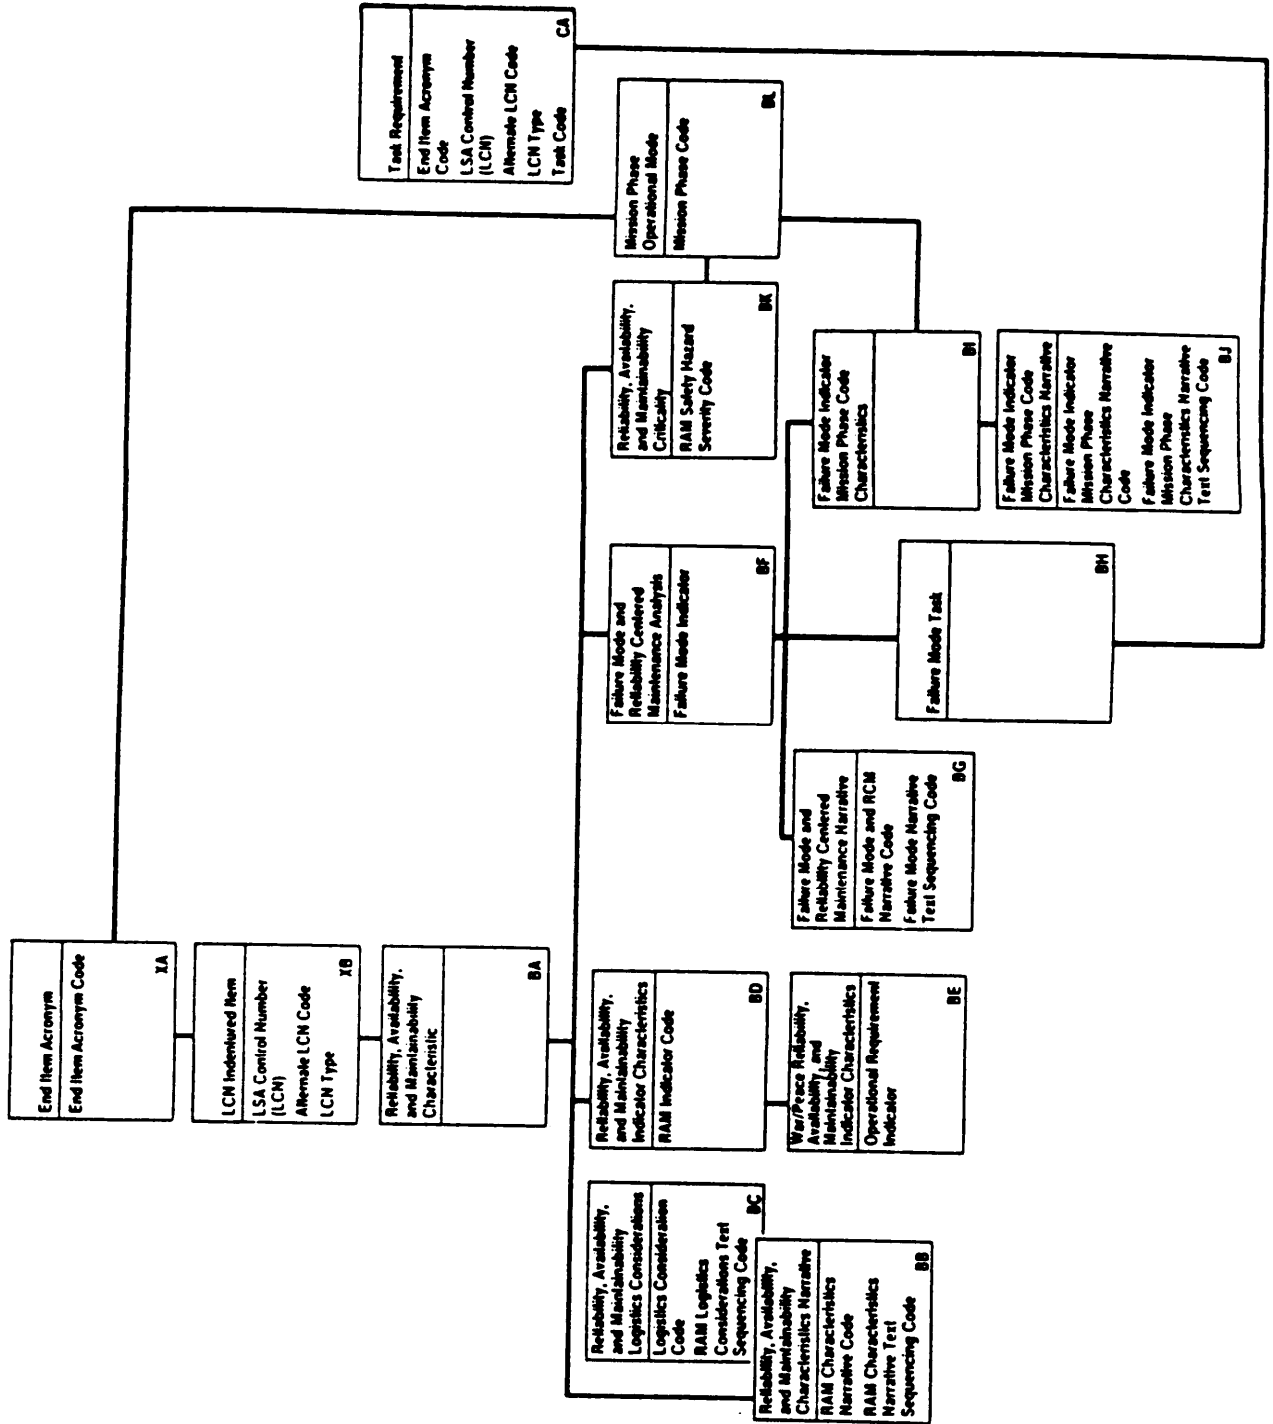 End Item Acronym
End Item Acronym Code
XA
LCN Indentured Item
LSA Control Number
(LCN)
Alternate LCN Code
LCN Type
XB
Reliability, Availability,
and Maintainability
Characteristic
BA
Reliability, Availability,
and Maintainability
Logistics Considerations
Logistics Consideration
Code
RAM Logistics
Considerations Text
Sequencing Code
BC
Reliability, Availability,
and Maintainability
Characteristics Narrative
RAM Characteristics
Narrative Code
RAM Characteristics
Narrative Text
Sequencing Code
BB
Reliability, Availability,
and Maintainability
Indicator Characteristics
RAM Indicator Code
BD
War/Peace Reliability,
Availability, and
Maintainability
Indicator Characteristics
Operational Requirement
Indicator
BE
Failure Mode and
Reliability Centered
Maintenance Analysis
Failure Mode Indicator
BF
Failure Mode and
Reliability Centered
Maintenance Narrative
Failure Mode and RCM
Narrative Code
Failure Mode Narrative
Text Sequencing Code
BG
Failure Mode Task
BH
Reliability, Availability,
and Maintainability
Criticality
RAM Safety Hazard
Severity Code
BK
Failure Mode Indicator
Mission Phase Code
Characteristics
BI
Failure Mode Indicator
Mission Phase Code
Characteristics Narrative
Failure Mode Indicator
Mission Phase
Characteristics Narrative
Code
Failure Mode Indicator
Mission Phase
Characteristics Narrative
Text Sequencing Code
BJ
Mission Phase
Operational Mode
Mission Phase Code
BL
Task Requirement
End Item Acronym
Code
LSA Control Number
(LCN)
Alternate LCN Code
LCN Type
Task Code
CA